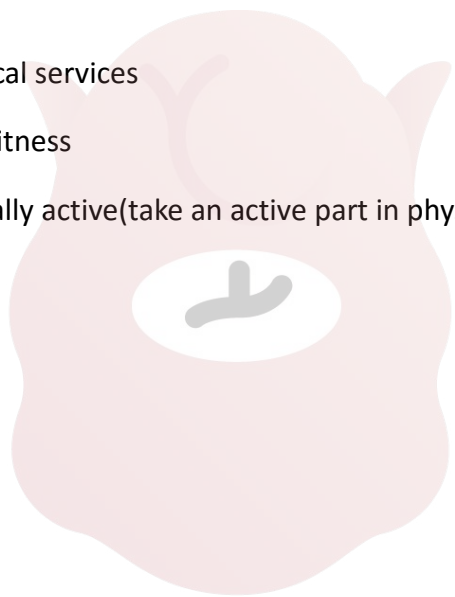 cal services
itness
ally active(take an active part in phy